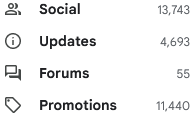 Social 13,743
Updates 4,693
Forums 55
Promotions 11,440